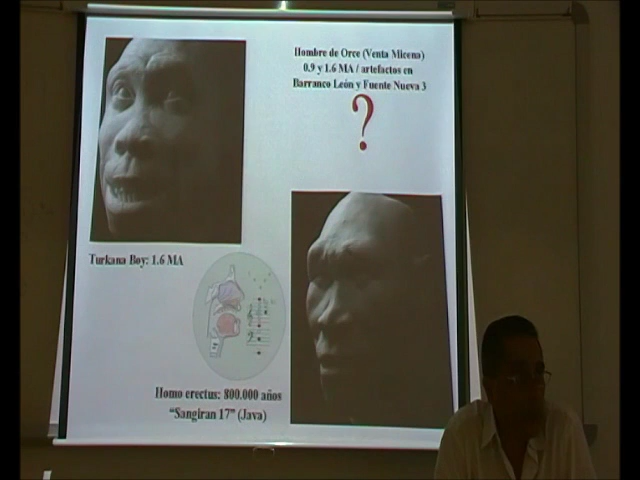 Hombre de Orce (Venta Micena)
0.9 y 1.6 MA / artefactos en
Barranco León y Fuente Nueva 3
?
Turkana Boy: 1.6 MA
Homo erectus: 800.000 años
"Sangiran 17" (Java)